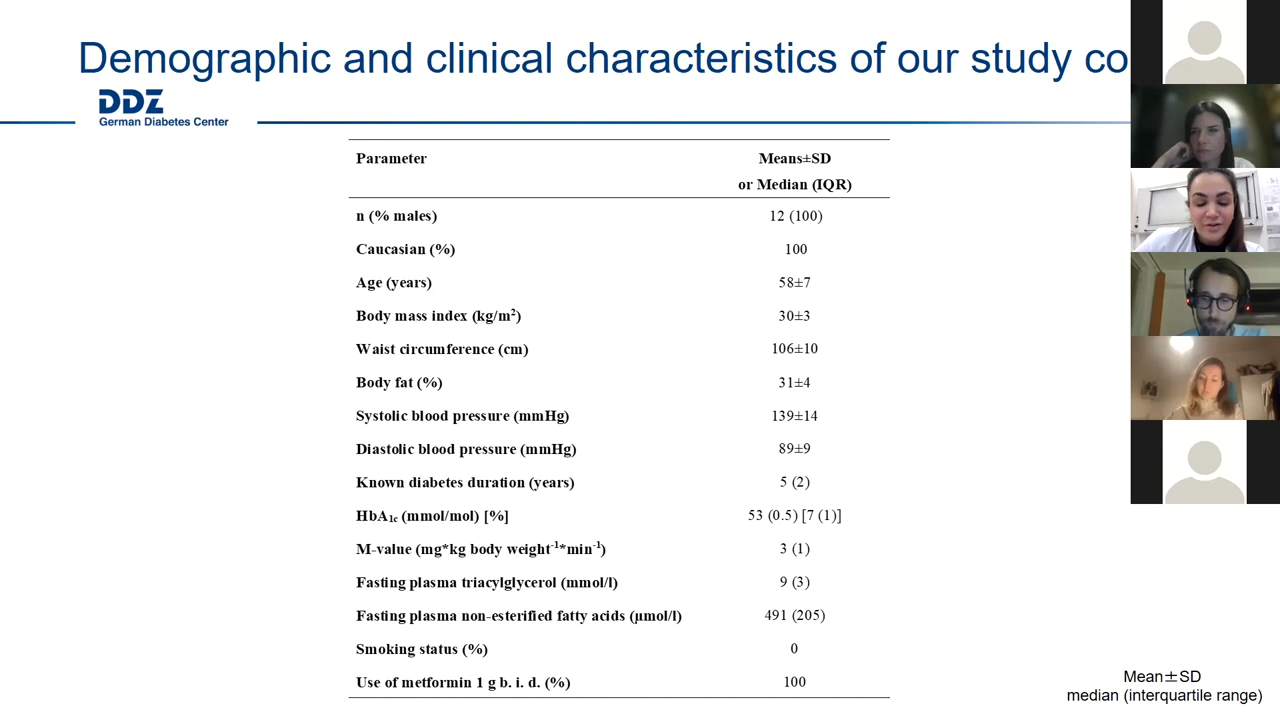 Demographic and clinical characteristics of our study co
DDZ
German Diabetes Center
Parameter Means±SD
or Median (IQR)
n (% males) 12 (100)
Caucasian (%) 100
Age (years) 58±7
Body mass index (kg/m²) 30±3
Waist circumference (cm) 106±10
Body fat (%) 31±4
Systolic blood pressure (mmHg) 139±14
Diastolic blood pressure (mmHg) 89±9
Known diabetes duration (years) 5 (2)
HbA₁c (mmol/mol) [%] 53 (0.5) [7 (1)]
M-value (mg*kg body weight⁻¹*min⁻¹) 3 (1)
Fasting plasma triacylglycerol (mmol/l) 9 (3)
Fasting plasma non-esterified fatty acids (µmol/l) 491 (205)
Smoking status (%) 0
Use of metformin 1 g b. i. d. (%) 100
Mean±SD
median (interquartile range)